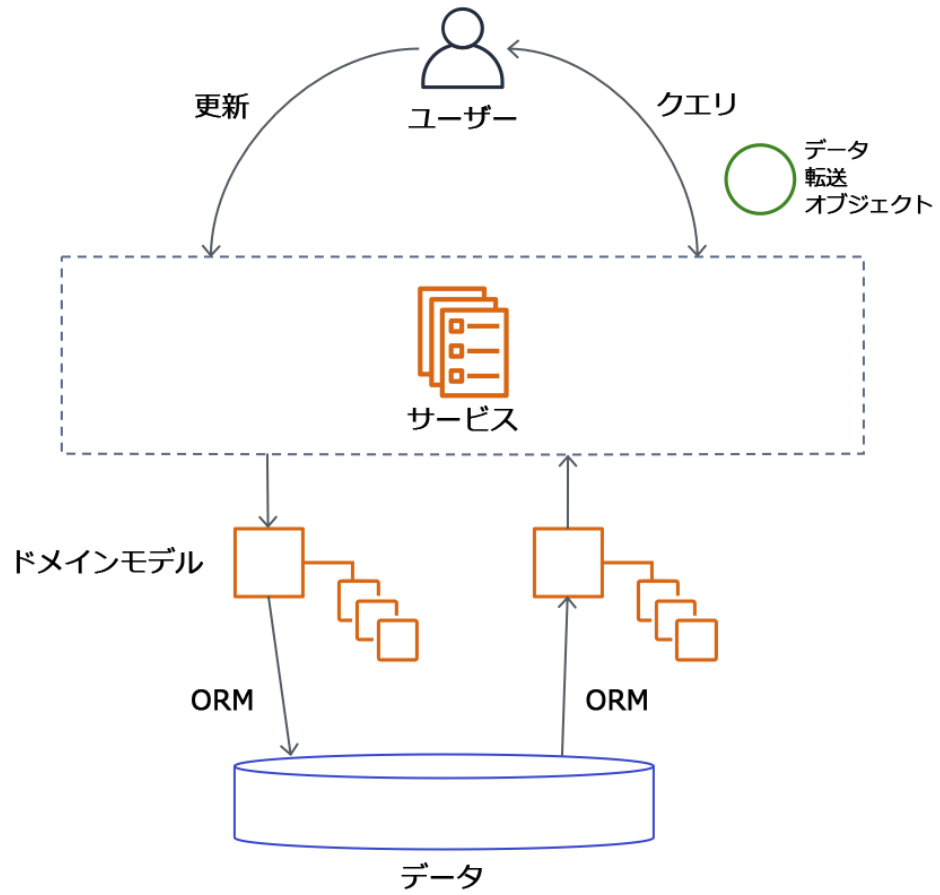 更新
ユーザー
クエリ
データ
転送
オブジェクト
サービス
ドメインモデル
ORM
ORM
データ